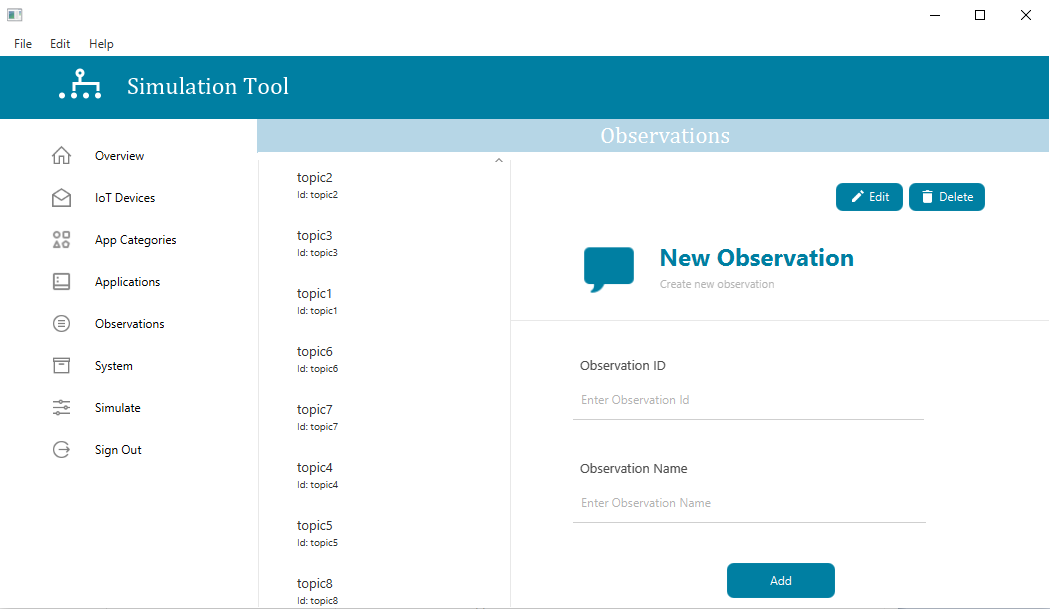 File Edit Help
Simulation Tool
Overview
IoT Devices
App Categories
Applications
Observations
System
Simulate
Sign Out
Observations
topic2
Id: topic2
topic3
Id: topic3
topic1
Id: topic1
topic6
Id: topic6
topic7
Id: topic7
topic4
Id: topic4
topic5
Id: topic5
topic8
Id: topic8
Edit Delete
New Observation
Create new observation
Observation ID
Enter Observation Id
Observation Name
Enter Observation Name
Add